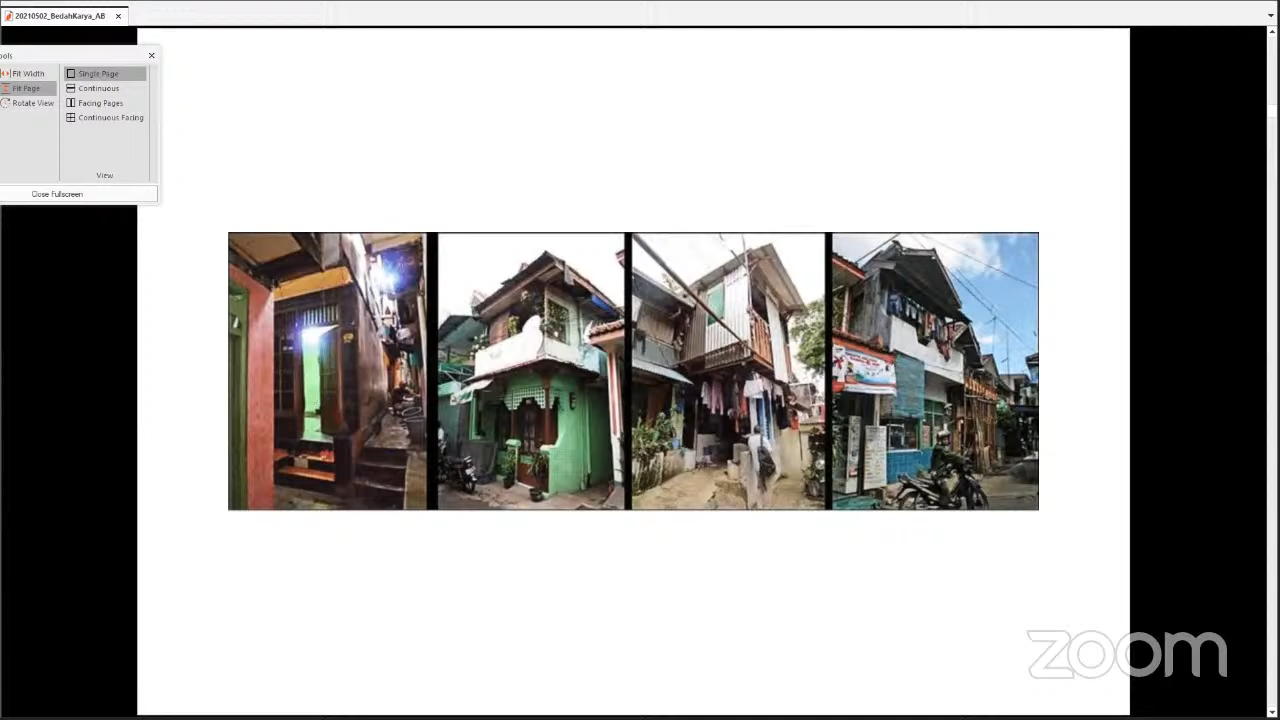 20210502_BedahKarya_AB
ools
Fit Width
Fit Page
Rotate View
Single Page
Continuous
Facing Pages
Continuous Facing
View
Close Fullscreen
zoom